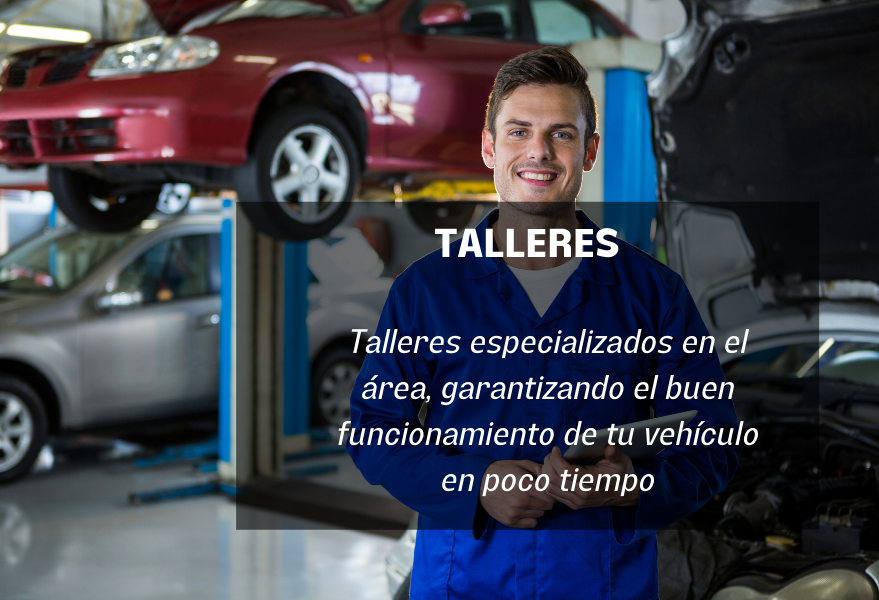 TALLERES
Talleres especializados en el
área, garantizando el buen
funcionamiento de tu vehículo
en poco tiempo